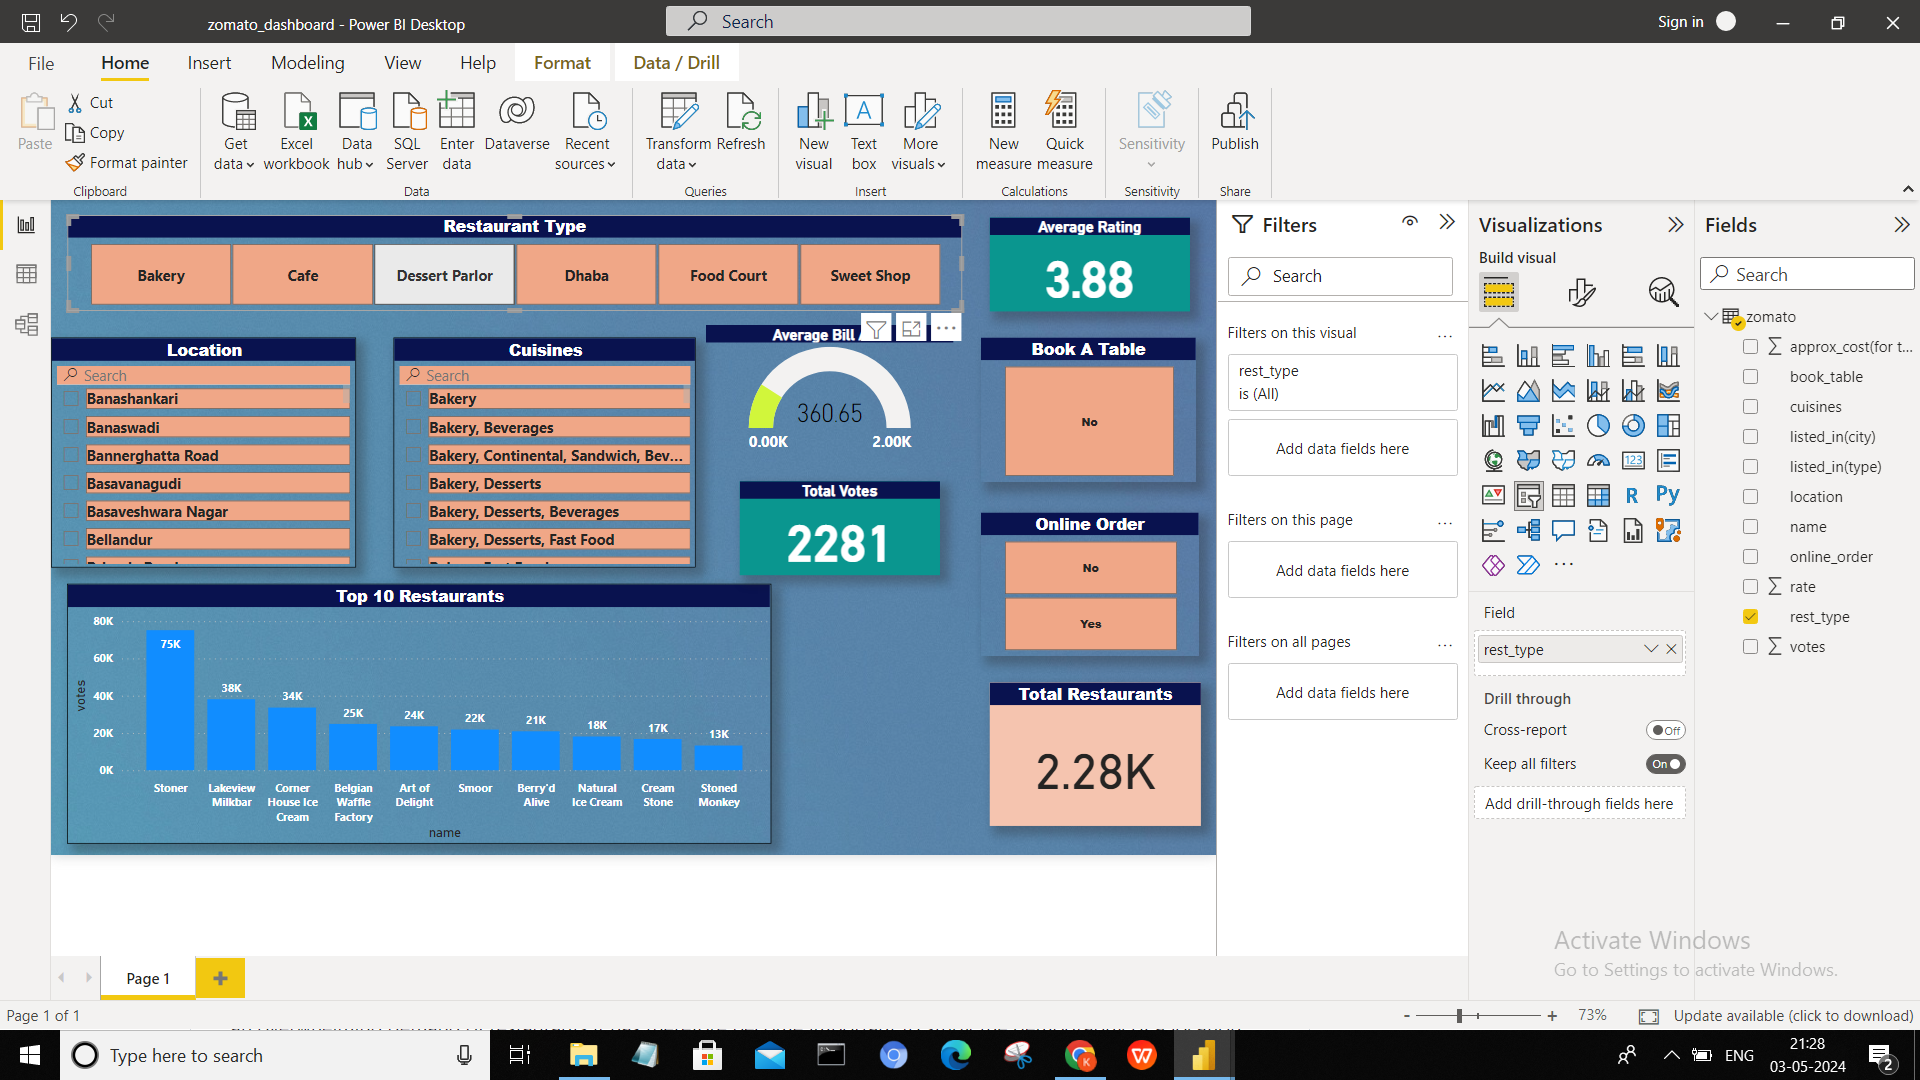 zomato_dashboard - Power BI Desktop
Search
Sign in
File
Home
Insert
Modeling
View
Help
Format
Data / Drill
Paste
Cut
Copy
Format painter
Clipboard
Get data
Excel workbook
Data hub
SQL Server
Enter data
Dataverse
Recent sources
Data
Transform data
Refresh
Queries
New visual
Text box
More visuals
Insert
New measure
Quick measure
Calculations
Sensitivity
Sensitivity
Publish
Share
Restaurant Type
Bakery
Cafe
Dessert Parlor
Dhaba
Food Court
Sweet Shop
Average Rating
3.88
Location
Search
Banashankari
Banaswadi
Bannerghatta Road
Basavanagudi
Basaveshwara Nagar
Bellandur
Cuisines
Search
Bakery
Bakery, Beverages
Bakery, Continental, Sandwich, Bev...
Bakery, Desserts
Bakery, Desserts, Beverages
Bakery, Desserts, Fast Food
Average Bill
360.65
0.00K
2.00K
Total Votes
2281
Book A Table
No
Online Order
No
Yes
Total Restaurants
2.28K
Top 10 Restaurants
votes
80K
60K
40K
20K
0K
75K
38K
34K
25K
24K
22K
21K
18K
17K
13K
Stoner
Lakeview Milkbar
Corner House Ice Cream
Belgian Waffle Factory
Art of Delight
Smoor
Berry'd Alive
Natural Ice Cream
Cream Stone
Stoned Monkey
name
Filters
Search
Filters on this visual
...
rest_type
is (All)
Add data fields here
Filters on this page
...
Add data fields here
Filters on all pages
...
Add data fields here
Visualizations
Build visual
123
R
Py
...
Field
rest_type
Drill through
Cross-report
Off
Keep all filters
On
Add drill-through fields here
Fields
Search
zomato
approx_cost(for t...
book_table
cuisines
listed_in(city)
listed_in(type)
location
name
online_order
rate
rest_type
votes
Activate Windows
Go to Settings to activate Windows.
Page 1
Page 1 of 1
- + 73%
Update available (click to download)
Type here to search
ENG
21:28
03-05-2024
2